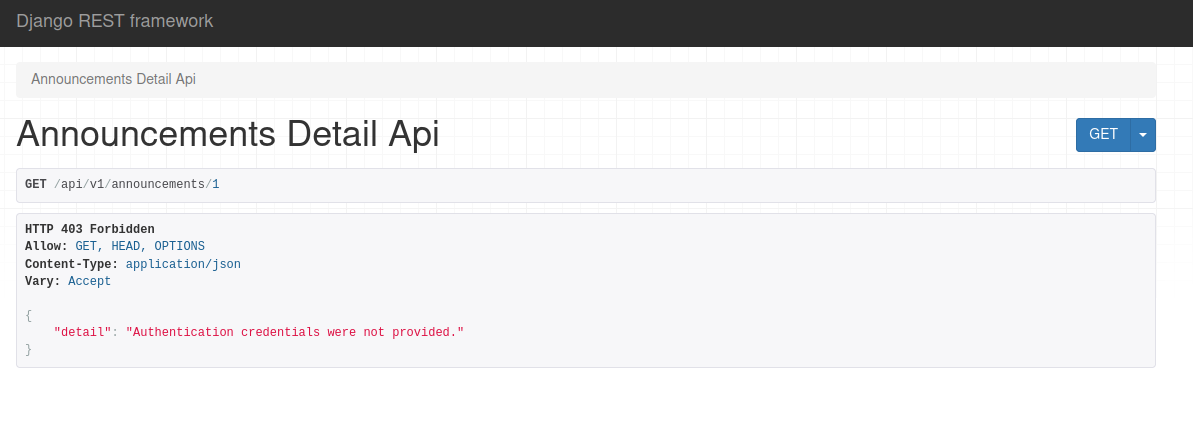 Django REST framework
Announcements Detail Api
Announcements Detail Api
GET
GET /api/v1/announcements/1
HTTP 403 Forbidden
Allow: GET, HEAD, OPTIONS
Content-Type: application/json
Vary: Accept
{
    "detail": "Authentication credentials were not provided."
}